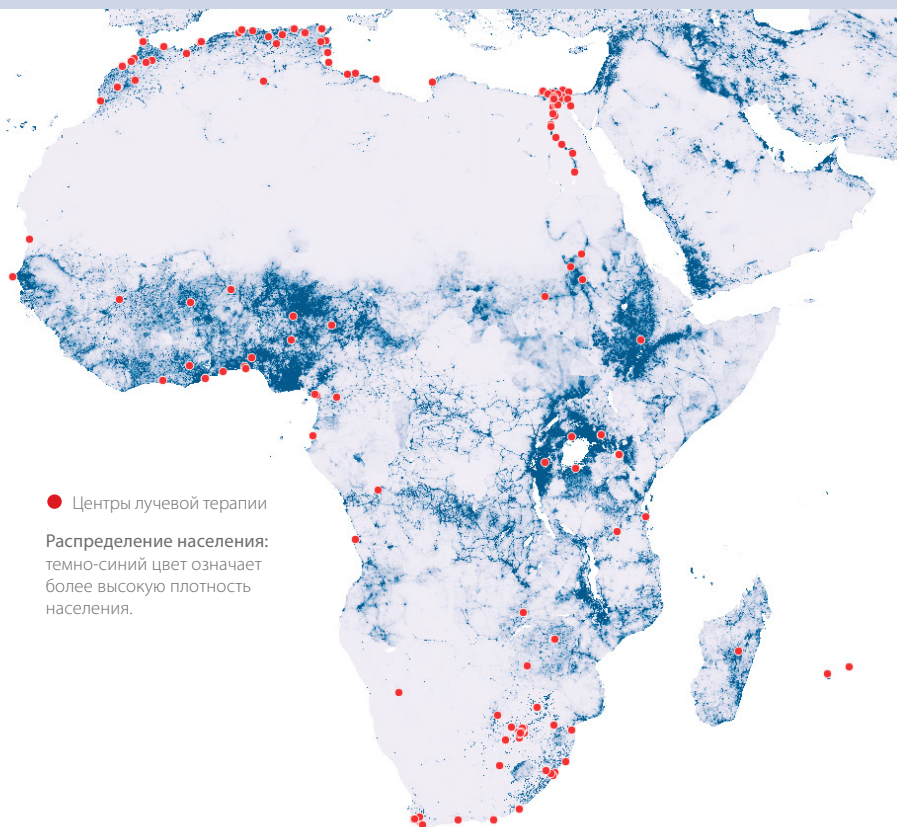 Центры лучевой терапии
Распределение населения:
темно-синий цвет означает
более высокую плотность
населения.